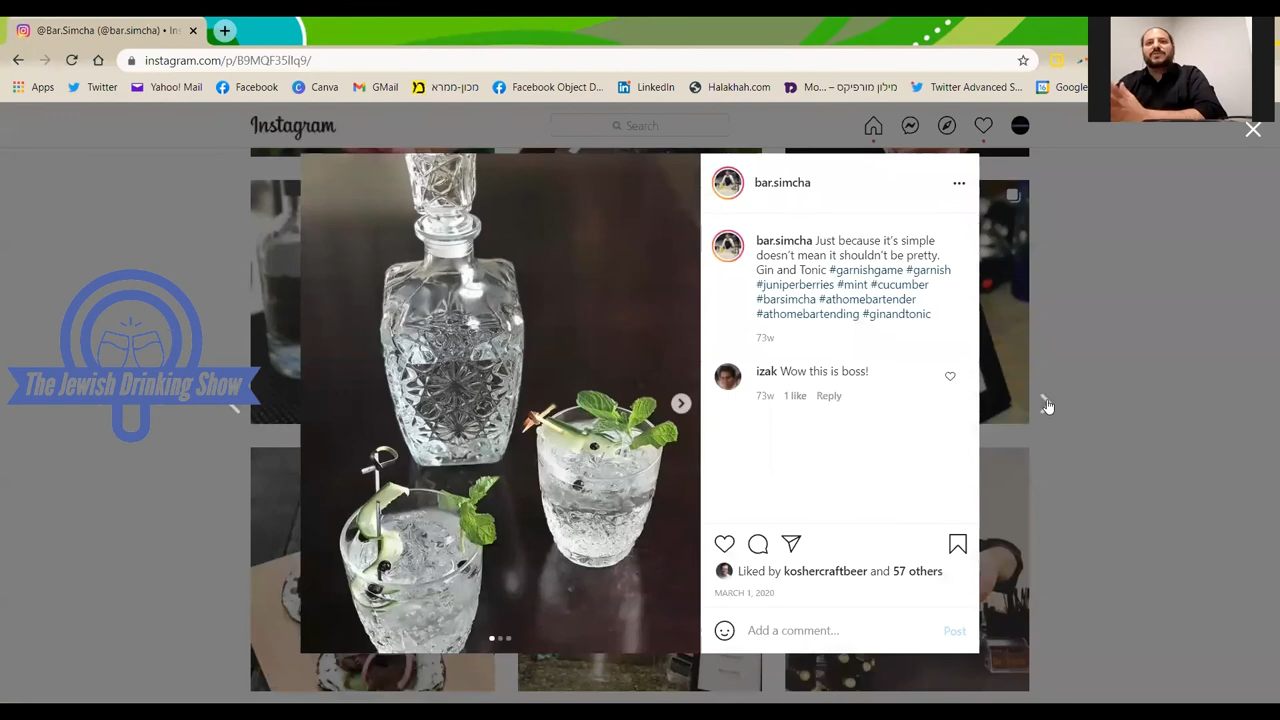 @Bar.Simcha (@bar.simcha) • Ins
instagram.com/p/B9MQF35lIq9/
Apps Twitter Yahoo! Mail Facebook Canva GMail מכון-ממרא Facebook Object D... LinkedIn Halakhah.com Mo... – מילון מורפיקס Twitter Advanced S... 16 Google
Instagram
Search
bar.simcha
bar.simcha Just because it's simple
doesn't mean it shouldn't be pretty.
Gin and Tonic #garnishgame #garnish
#juniperberries #mint #cucumber
#barsimcha #athomebartender
#athomebartending #ginandtonic
73w
izak Wow this is boss!
73w 1 like Reply
The Jewish Drinking Show
Liked by koshercraftbeer and 57 others
MARCH 1, 2020
Add a comment... Post